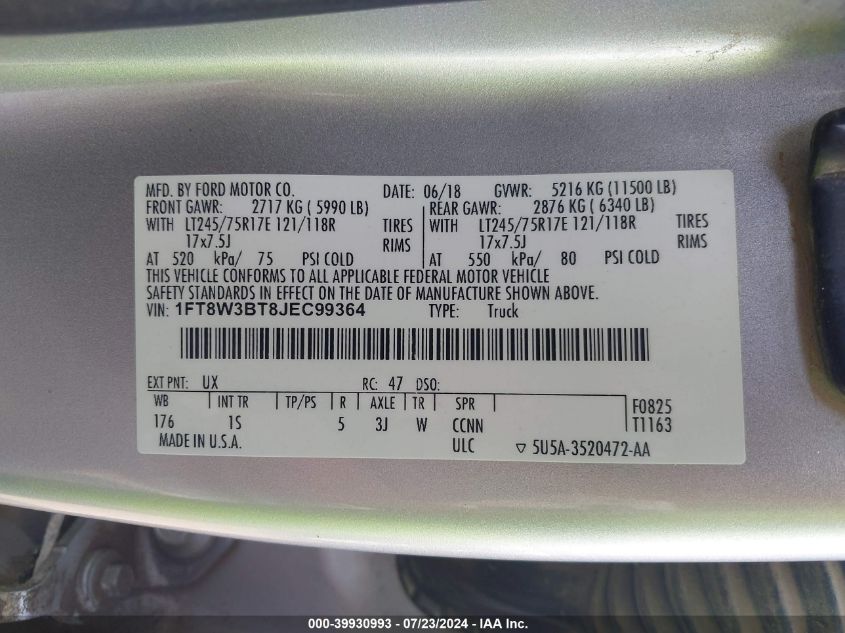 MFD. BY FORD MOTOR CO. DATE: 06/18 GVWR: 5216 KG (11500 LB)
FRONT GAWR: 2717 KG ( 5990 LB) REAR GAWR: 2876 KG ( 6340 LB)
WITH LT245/75R17E 121/118R TIRES WITH LT245/75R17E 121/118R TIRES
17x7.5J RIMS 17x7.5J RIMS
AT 520 kPa/ 75 PSI COLD AT 550 kPa/ 80 PSI COLD
THIS VEHICLE CONFORMS TO ALL APPLICABLE FEDERAL MOTOR VEHICLE
SAFETY STANDARDS IN EFFECT ON THE DATE OF MANUFACTURE SHOWN ABOVE.
VIN: 1FT8W3BT8JEC99364 TYPE: Truck
EXT PNT: UX RC: 47 DSO:
WB INT TR TP/PS R AXLE TR SPR F0825
176 1S 5 3J W CCNN T1163
MADE IN U.S.A. ULC ▽ 5U5A-3520472-AA
000-39930993 - 07/23/2024 - IAA Inc.